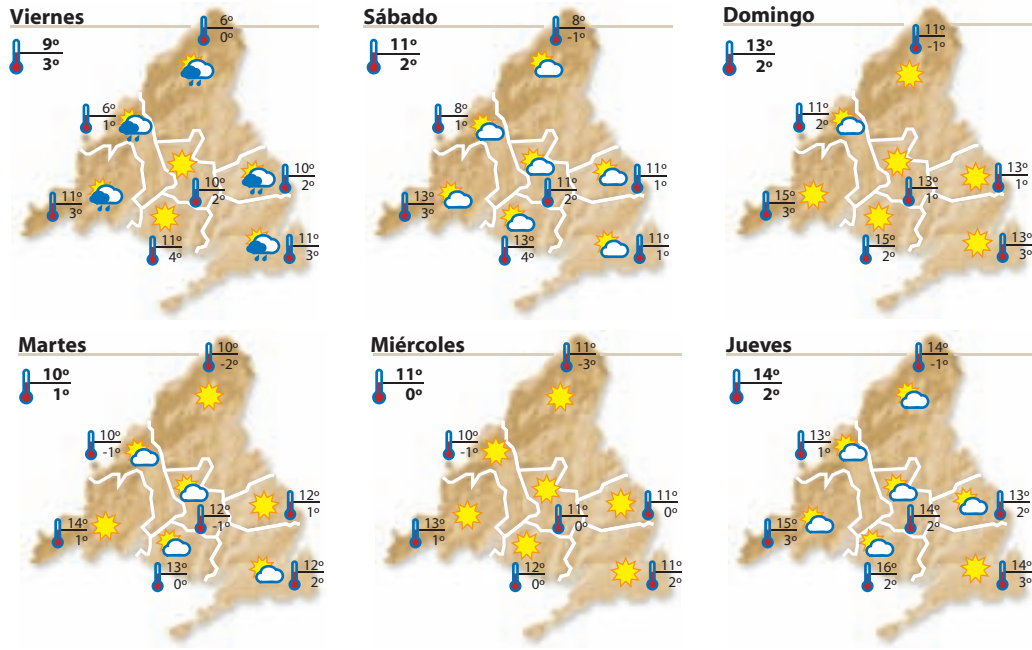 Viernes
9º
3º
6º
0º
6º
1º
10º
2º
10º
2º
11º
3º
11º
4º
11º
3º
Sábado
11º
2º
8º
-1º
8º
1º
11º
1º
11º
2º
13º
3º
13º
4º
11º
1º
Domingo
13º
2º
11º
-1º
11º
2º
13º
1º
13º
1º
15º
3º
15º
2º
13º
3º
Martes
10º
1º
10º
-2º
10º
-1º
12º
1º
12º
-1º
14º
1º
13º
0º
12º
2º
Miércoles
11º
0º
11º
-3º
10º
-1º
11º
0º
11º
0º
13º
1º
12º
0º
11º
2º
Jueves
14º
2º
14º
-1º
13º
1º
13º
2º
14º
2º
15º
3º
16º
2º
14º
3º